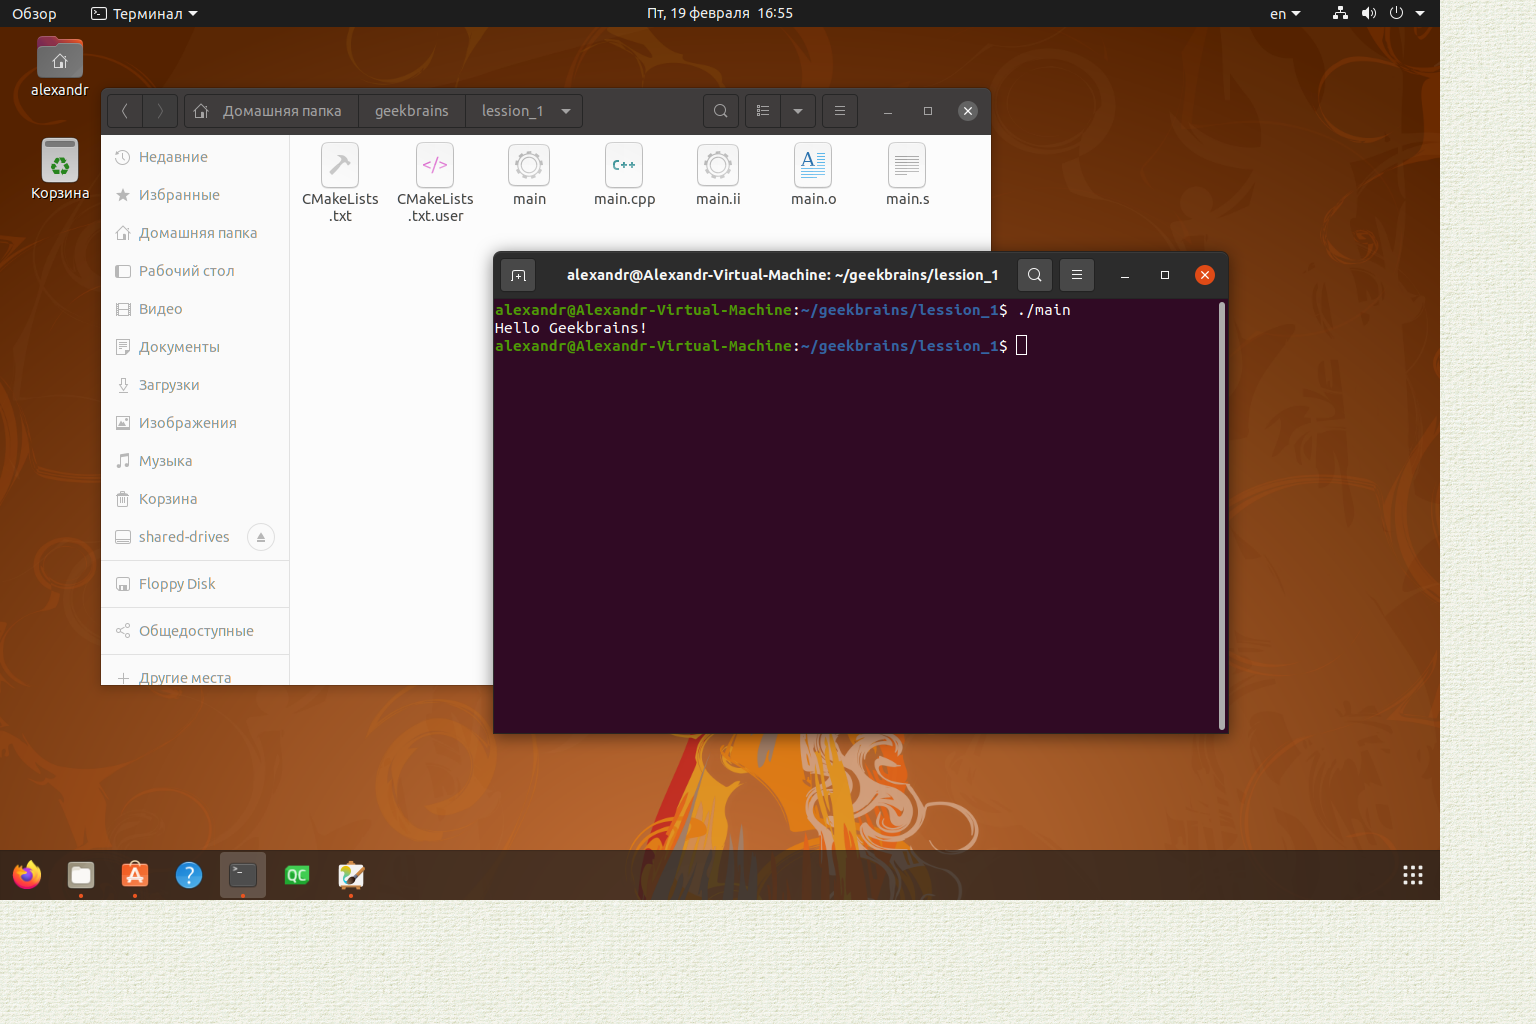 Обзор
Терминал
Пт, 19 февраля 16:55
en
alexandr
Корзина
Домашняя папка
geekbrains
lession_1
Недавние
Избранные
Домашняя папка
Рабочий стол
Видео
Документы
Загрузки
Изображения
Музыка
Корзина
shared-drives
Floppy Disk
Общедоступные
Другие места
CMakeLists
.txt
</>
CMakeLists
.txt.user
main
C++
main.cpp
main.ii
A
main.o
main.s
alexandr@Alexandr-Virtual-Machine: ~/geekbrains/lession_1
alexandr@Alexandr-Virtual-Machine:~/geekbrains/lession_1$ ./main
Hello Geekbrains!
alexandr@Alexandr-Virtual-Machine:~/geekbrains/lession_1$
A
?
>_
QC